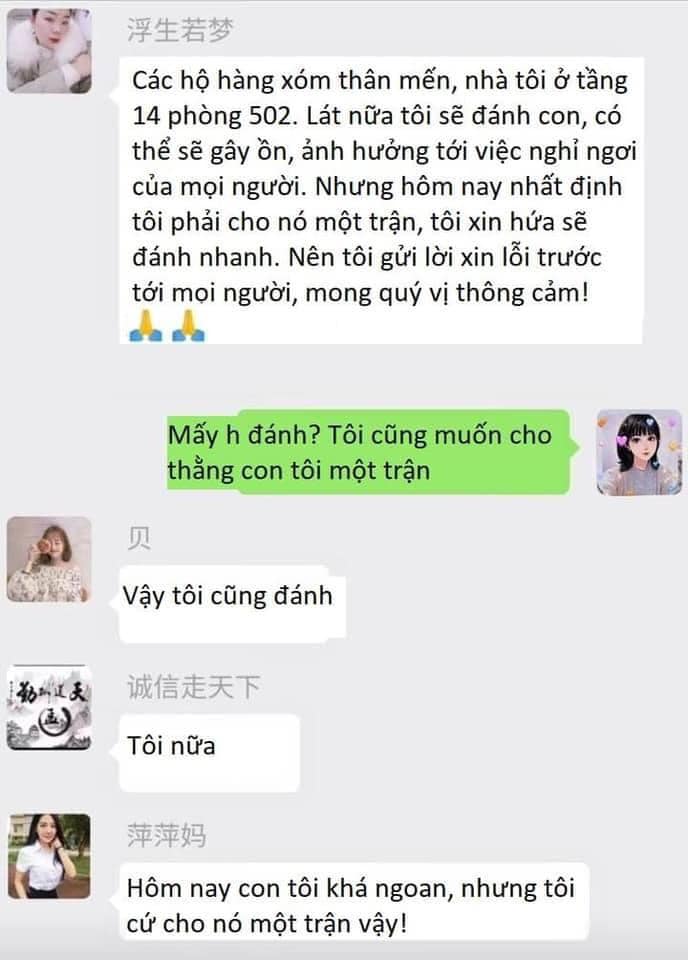 浮生若梦
Các hộ hàng xóm thân mến, nhà tôi ở tầng
14 phòng 502. Lát nữa tôi sẽ đánh con, có
thể sẽ gây ồn, ảnh hưởng tới việc nghỉ ngơi
của mọi người. Nhưng hôm nay nhất định
tôi phải cho nó một trận, tôi xin hứa sẽ
đánh nhanh. Nên tôi gửi lời xin lỗi trước
tới mọi người, mong quý vị thông cảm!
🙏 🙏
Mấy h đánh? Tôi cũng muốn cho
thằng con tôi một trận
贝
Vậy tôi cũng đánh
诚信走天下
Tôi nữa
萍萍妈
Hôm nay con tôi khá ngoan, nhưng tôi
cứ cho nó một trận vậy!